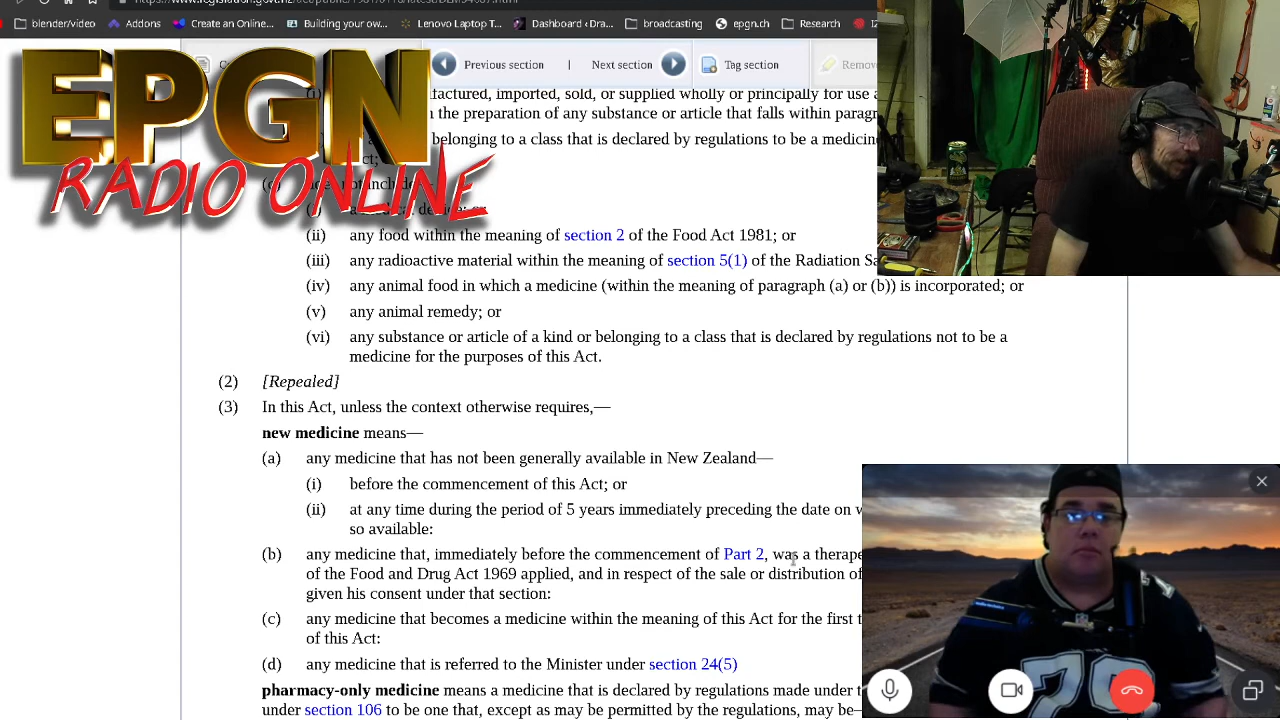 blender/video Addons Create an Online... Building your ow... Lenovo Laptop T... Dashboard ‹ Dra... broadcasting epgn.ch Research
EPGN
RADIO ONLINE
Previous section | Next section Tag section Remov
factured, imported, sold, or supplied wholly or principally for use a
the preparation of any substance or article that falls within paragr
belonging to a class that is declared by regulations to be a medicin
(ii) any food within the meaning of section 2 of the Food Act 1981; or
(iii) any radioactive material within the meaning of section 5(1) of the Radiation Sa
(iv) any animal food in which a medicine (within the meaning of paragraph (a) or (b)) is incorporated; or
(v) any animal remedy; or
(vi) any substance or article of a kind or belonging to a class that is declared by regulations not to be a
medicine for the purposes of this Act.
(2) [Repealed]
(3) In this Act, unless the context otherwise requires,—
new medicine means—
(a) any medicine that has not been generally available in New Zealand—
(i) before the commencement of this Act; or
(ii) at any time during the period of 5 years immediately preceding the date on w
so available:
(b) any medicine that, immediately before the commencement of Part 2, was a therape
of the Food and Drug Act 1969 applied, and in respect of the sale or distribution of
given his consent under that section:
(c) any medicine that becomes a medicine within the meaning of this Act for the first t
of this Act:
(d) any medicine that is referred to the Minister under section 24(5)
pharmacy-only medicine means a medicine that is declared by regulations made under t
under section 106 to be one that, except as may be permitted by the regulations, may be—